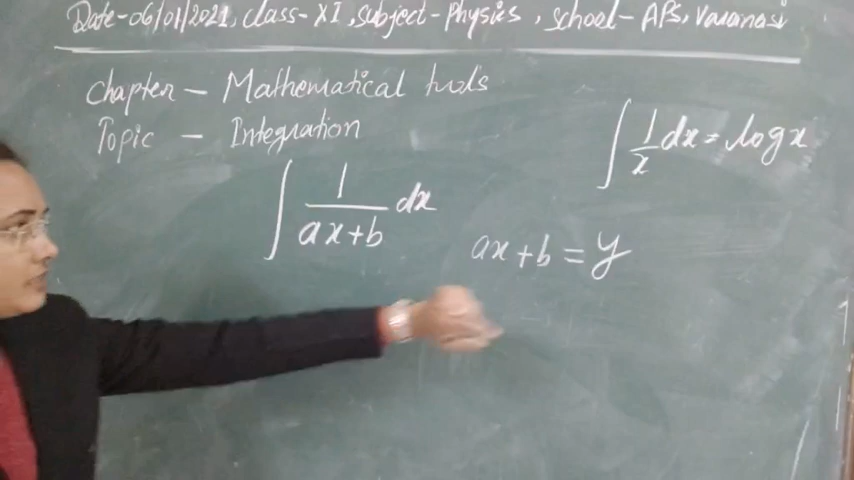 Date-06/01/2021, class-XI, Subject-Physics, School-APS, Varanasi
Chapter - Mathematical tools
Topic - Integration
∫ 1/x dx = log x
∫ 1/(ax+b) dx
ax+b = y